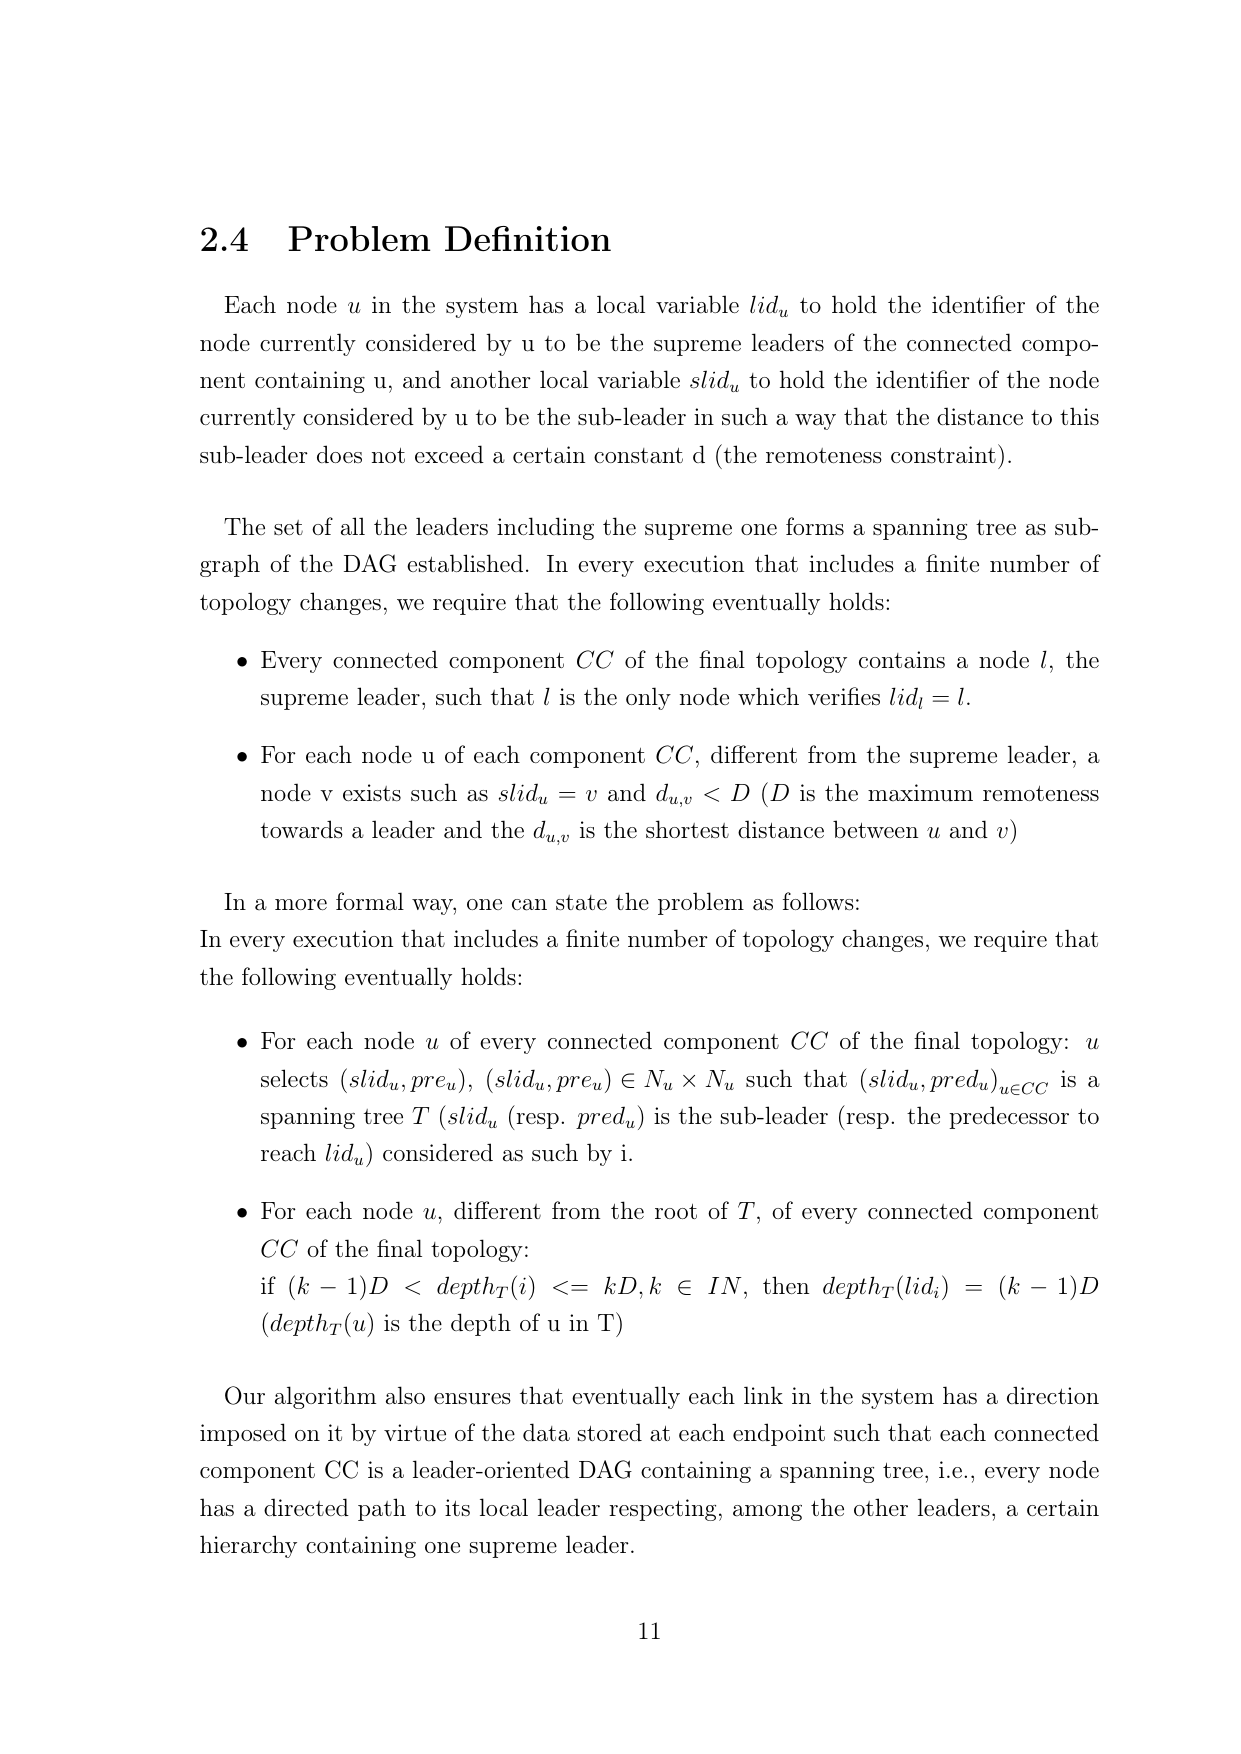 2.4 Problem Definition
Each node u in the system has a local variable lid_u to hold the identifier of the
node currently considered by u to be the supreme leaders of the connected compo-
nent containing u, and another local variable slid_u to hold the identifier of the node
currently considered by u to be the sub-leader in such a way that the distance to this
sub-leader does not exceed a certain constant d (the remoteness constraint).
The set of all the leaders including the supreme one forms a spanning tree as sub-
graph of the DAG established. In every execution that includes a finite number of
topology changes, we require that the following eventually holds:
• Every connected component CC of the final topology contains a node l, the
supreme leader, such that l is the only node which verifies lid_l = l.
• For each node u of each component CC, different from the supreme leader, a
node v exists such as slid_u = v and d_{u,v} < D (D is the maximum remoteness
towards a leader and the d_{u,v} is the shortest distance between u and v)
In a more formal way, one can state the problem as follows:
In every execution that includes a finite number of topology changes, we require that
the following eventually holds:
• For each node u of every connected component CC of the final topology: u
selects (slid_u, pre_u), (slid_u, pre_u) ∈ N_u × N_u such that (slid_u, pred_u)_{u∈CC} is a
spanning tree T (slid_u (resp. pred_u) is the sub-leader (resp. the predecessor to
reach lid_u) considered as such by i.
• For each node u, different from the root of T, of every connected component
CC of the final topology:
if (k − 1)D < depth_T(i) <= kD, k ∈ IN, then depth_T(lid_i) = (k − 1)D
(depth_T(u) is the depth of u in T)
Our algorithm also ensures that eventually each link in the system has a direction
imposed on it by virtue of the data stored at each endpoint such that each connected
component CC is a leader-oriented DAG containing a spanning tree, i.e., every node
has a directed path to its local leader respecting, among the other leaders, a certain
hierarchy containing one supreme leader.
11